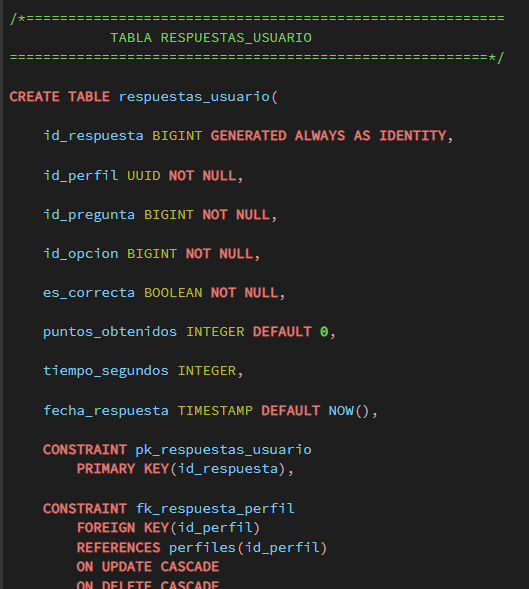 /*=========================================================
TABLA RESPUESTAS_USUARIO
=========================================================*/
CREATE TABLE respuestas_usuario(
id_respuesta BIGINT GENERATED ALWAYS AS IDENTITY,
id_perfil UUID NOT NULL,
id_pregunta BIGINT NOT NULL,
id_opcion BIGINT NOT NULL,
es_correcta BOOLEAN NOT NULL,
puntos_obtenidos INTEGER DEFAULT 0,
tiempo_segundos INTEGER,
fecha_respuesta TIMESTAMP DEFAULT NOW(),
CONSTRAINT pk_respuestas_usuario
PRIMARY KEY(id_respuesta),
CONSTRAINT fk_respuesta_perfil
FOREIGN KEY(id_perfil)
REFERENCES perfiles(id_perfil)
ON UPDATE CASCADE
ON DELETE CASCADE